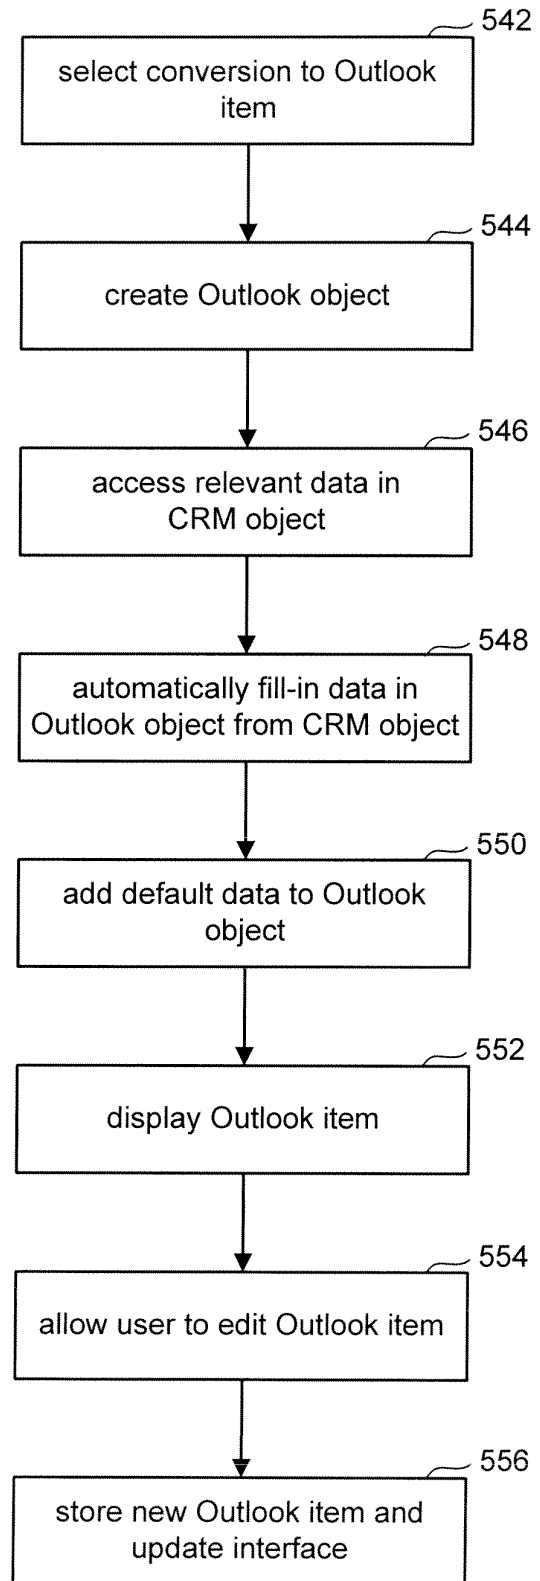 542
select conversion to Outlook
item
544
create Outlook object
546
access relevant data in
CRM object
548
automatically fill-in data in
Outlook object from CRM object
550
add default data to Outlook
object
552
display Outlook item
554
allow user to edit Outlook item
556
store new Outlook item and
update interface